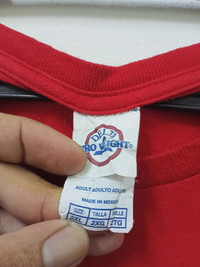 DELTA
PRO WEIGHT
ADULT ADULTO ADULTE
MADE IN MEXICO
SIZE TALLA TAILLE
2XL 2XG 2TG